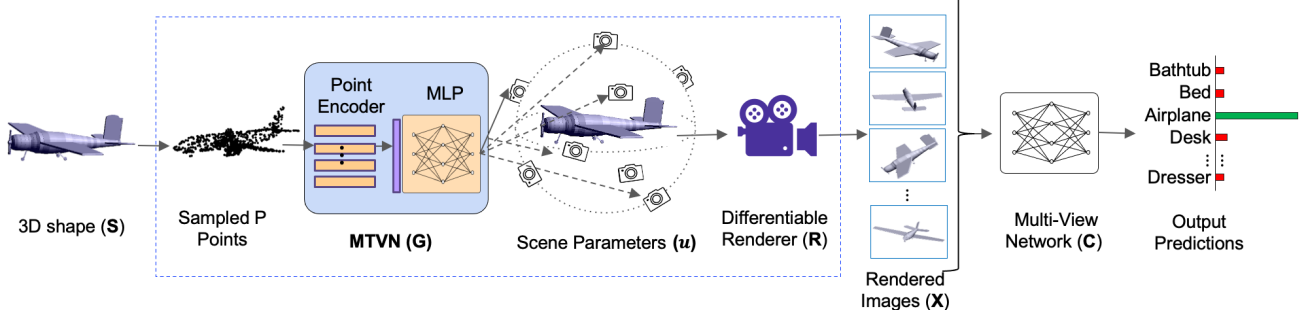 3D shape (S)
Sampled P
Points
Point
Encoder
MLP
MTVN (G)
Scene Parameters (u)
Differentiable
Renderer (R)
Rendered
Images (X)
Multi-View
Network (C)
Bathtub
Bed
Airplane
Desk
Dresser
Output
Predictions